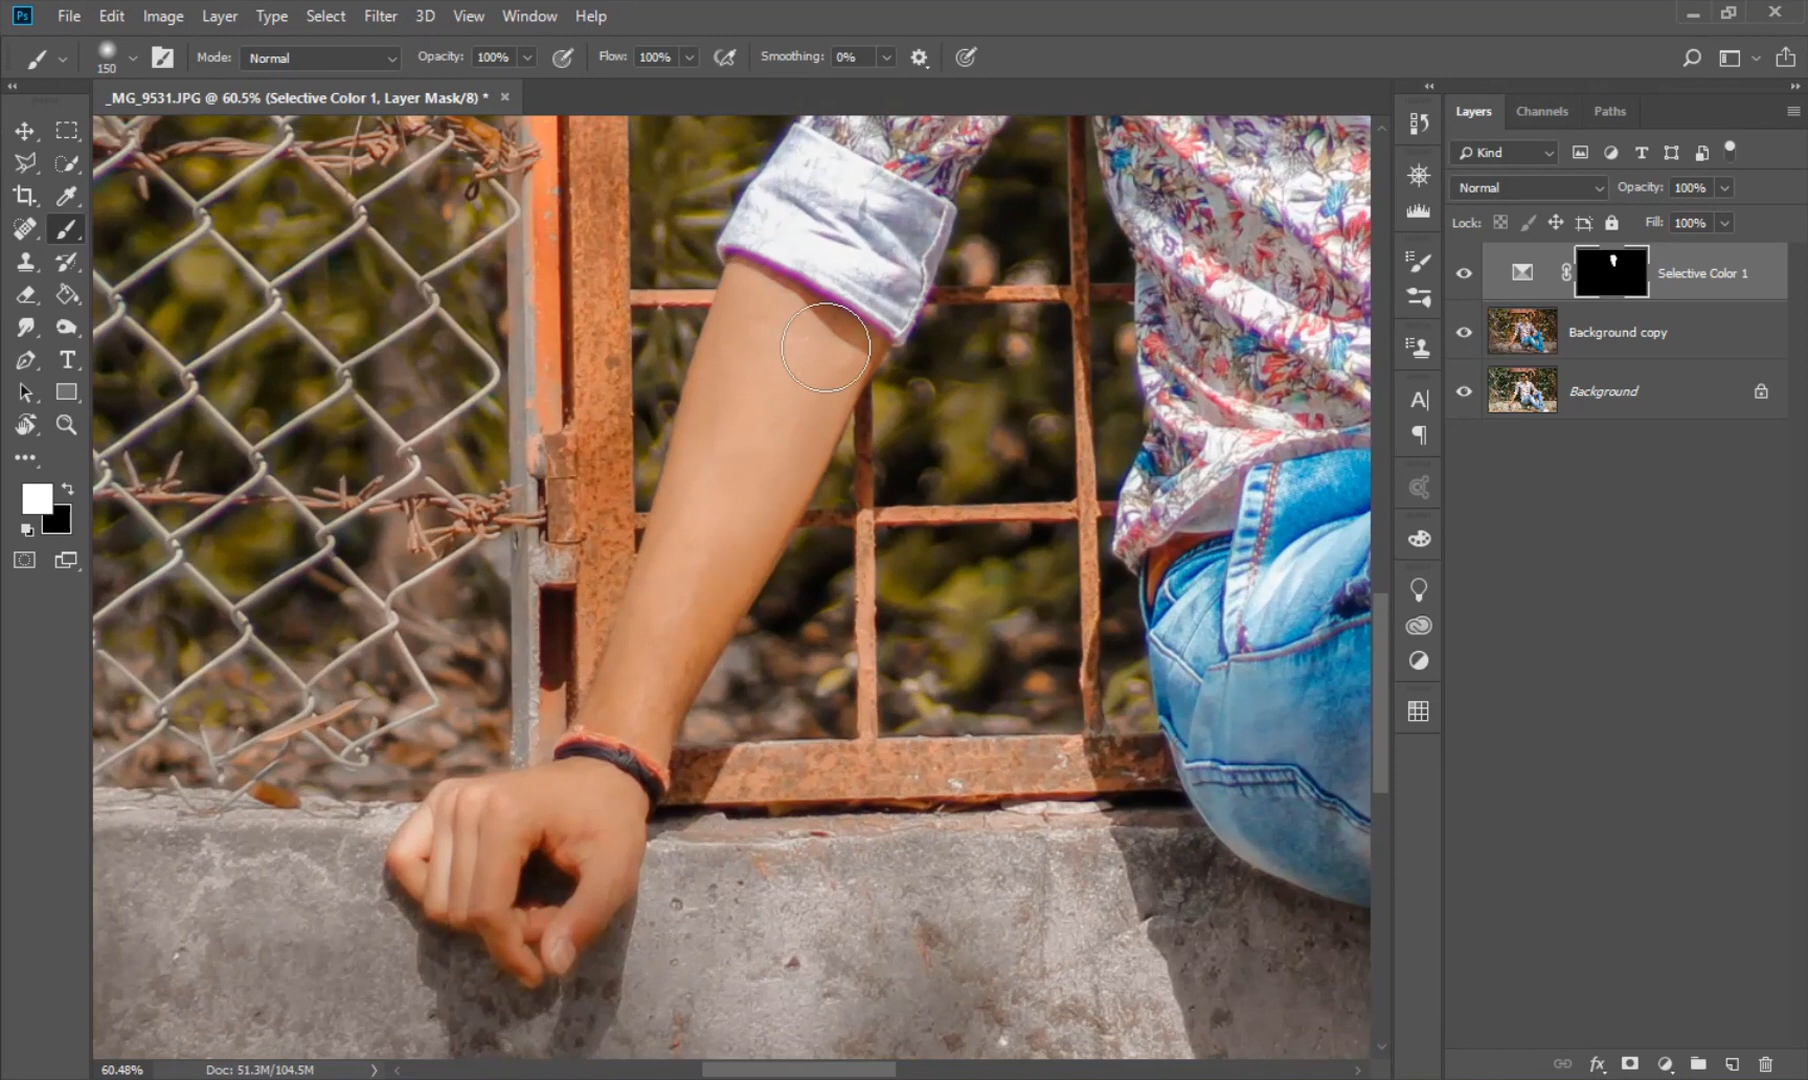 Ps File Edit Image Layer Type Select Filter 3D View Window Help
150 Mode: Normal Opacity: 100% Flow: 100% Smoothing: 0%
_MG_9531.JPG @ 60.5% (Selective Color 1, Layer Mask/8) *
Layers Channels Paths
Kind
Normal Opacity: 100%
Lock: Fill: 100%
Selective Color 1
Background copy
Background
60.48% Doc: 51.3M/104.5M